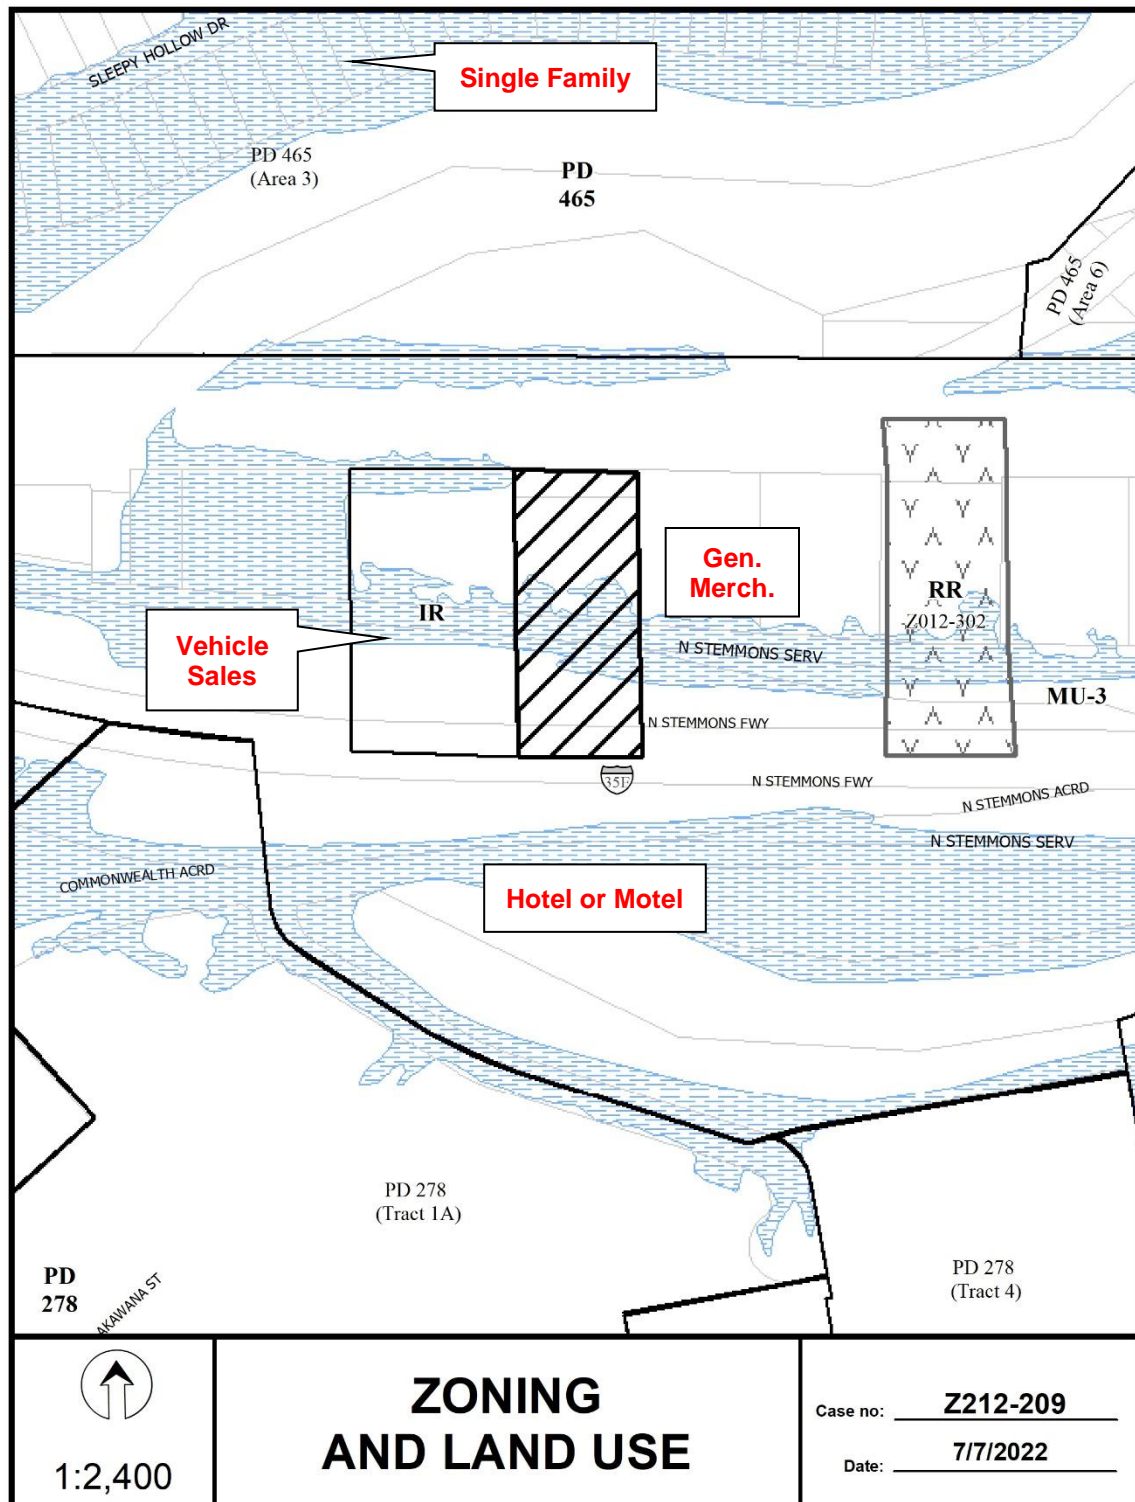 SLEEPY HOLLOW DR
Single Family
PD 465
(Area 3)
PD
465
PD 465
(Area 6)
Gen.
Merch.
IR
RR
Z012-302
Vehicle
Sales
N STEMMONS SERV
MU-3
N STEMMONS FWY
35E
N STEMMONS FWY
N STEMMONS ACRD
N STEMMONS SERV
COMMONWEALTH ACRD
Hotel or Motel
PD 278
(Tract 1A)
PD 278
(Tract 4)
PD
278
AKAWANA ST
1:2,400
ZONING
AND LAND USE
Case no: Z212-209
Date: 7/7/2022